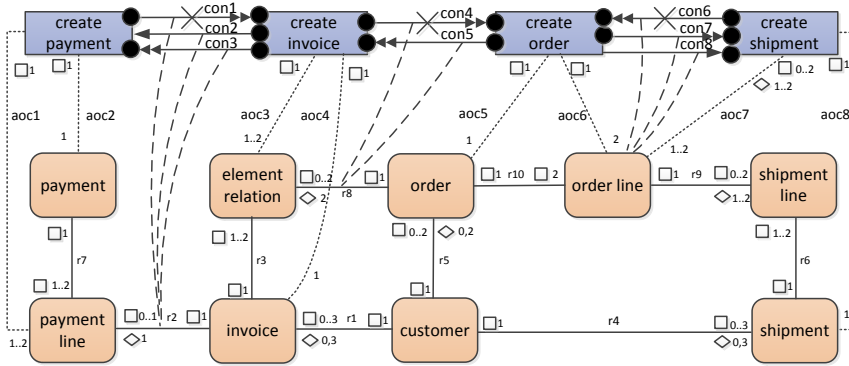 create payment
con1
con2
con3
create invoice
con4
con5
create order
con6
con7
con8
create shipment
1
1
1
1
1
1
0..2
1..2
1
aoc1
aoc2
aoc3
aoc4
aoc5
aoc6
aoc7
aoc8
1
1..2
1
2
1..2
payment
element relation
0..2
2
r8
1
order
1
r10
2
order line
1
r9
0..2
1..2
shipment line
1
r7
1..2
1..2
r3
1
1
0..2
0,2
r5
1
1..2
r6
1
1..2
payment line
0..1
1
r2
1
invoice
0..3
0,3
r1
1
customer
1
r4
0..3
0,3
shipment
1